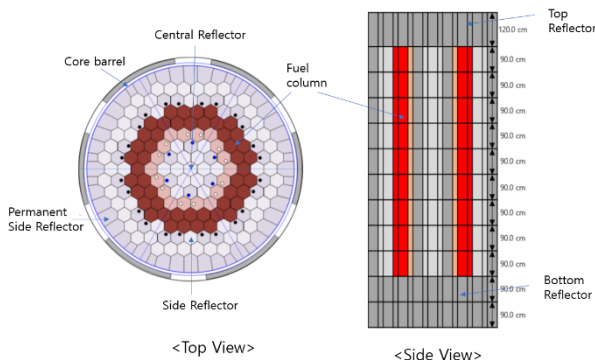 Central Reflector
Core barrel
Fuel
column
Permanent
Side Reflector
Side Reflector
<Top View>
Top
Reflector
120.0 cm
90.0 cm
90.0 cm
90.0 cm
90.0 cm
90.0 cm
90.0 cm
90.0 cm
90.0 cm
90.0 cm
90.0 cm
90.0 cm
Bottom
Reflector
<Side View>